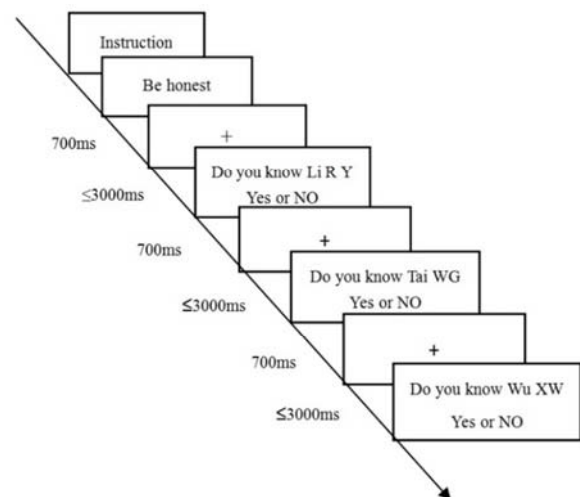 Instruction
Be honest
+
700ms
Do you know Li R Y
Yes or NO
≤3000ms
+
700ms
Do you know Tai WG
Yes or NO
≤3000ms
+
700ms
Do you know Wu XW
Yes or NO
≤3000ms